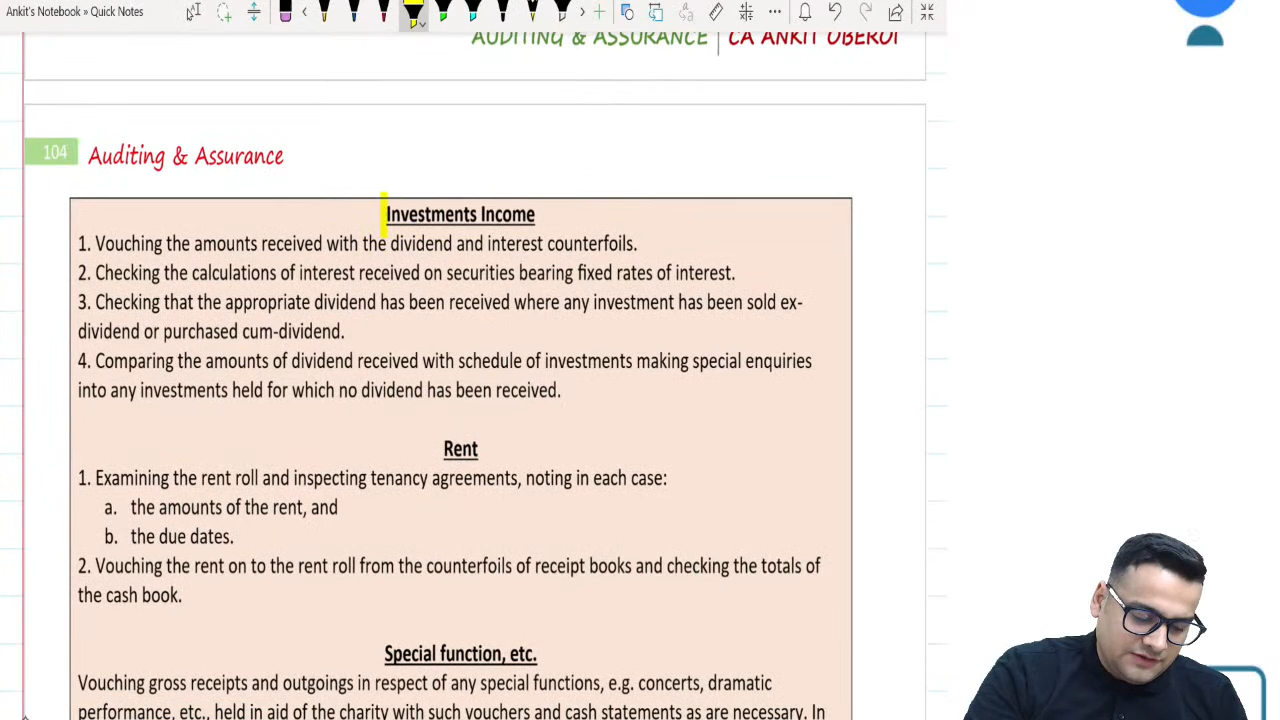 Ankit's Notebook » Quick Notes
AUDITING & ASSURANCE CA ANKIT OBEROI
104 Auditing & Assurance
Investments Income
1. Vouching the amounts received with the dividend and interest counterfoils.
2. Checking the calculations of interest received on securities bearing fixed rates of interest.
3. Checking that the appropriate dividend has been received where any investment has been sold ex-
dividend or purchased cum-dividend.
4. Comparing the amounts of dividend received with schedule of investments making special enquiries
into any investments held for which no dividend has been received.
Rent
1. Examining the rent roll and inspecting tenancy agreements, noting in each case:
a. the amounts of the rent, and
b. the due dates.
2. Vouching the rent on to the rent roll from the counterfoils of receipt books and checking the totals of
the cash book.
Special function, etc.
Vouching gross receipts and outgoings in respect of any special functions, e.g. concerts, dramatic
performance, etc., held in aid of the charity with such vouchers and cash statements as are necessary. In